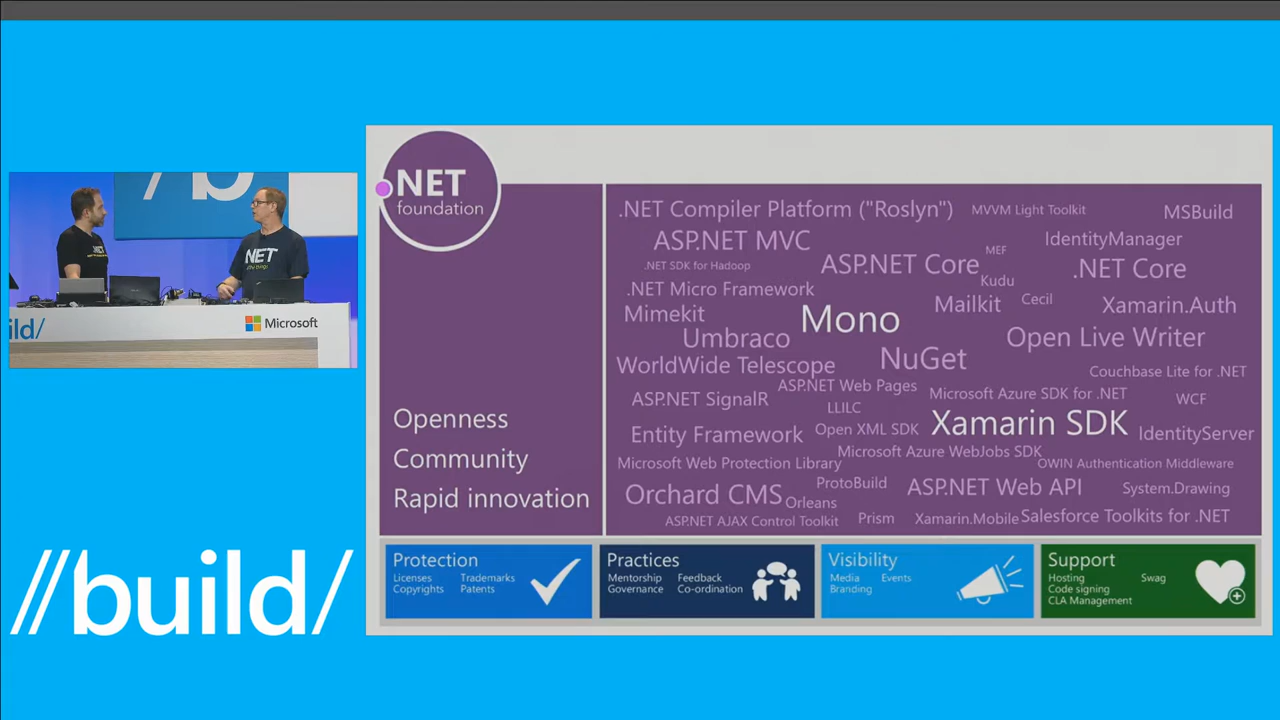 /b
.NET
ild/
Microsoft
//build/
.NET
foundation
Openness
Community
Rapid innovation
.NET Compiler Platform ("Roslyn")
MVVM Light Toolkit
MSBuild
ASP.NET MVC
IdentityManager
MEF
.NET SDK for Hadoop
ASP.NET Core
.NET Core
Kudu
.NET Micro Framework
Mimekit
Mono
Mailkit
Cecil
Xamarin.Auth
Umbraco
Open Live Writer
WorldWide Telescope
NuGet
Couchbase Lite for .NET
ASP.NET Web Pages
Microsoft Azure SDK for .NET
ASP.NET SignalR
LLILC
WCF
Xamarin SDK
Entity Framework
Open XML SDK
IdentityServer
Microsoft Azure WebJobs SDK
Microsoft Web Protection Library
OWIN Authentication Middleware
Orchard CMS
ProtoBuild
ASP.NET Web API
System.Drawing
Orleans
ASP.NET AJAX Control Toolkit
Prism
Xamarin.Mobile
Salesforce Toolkits for .NET
Protection
Licenses Trademarks
Copyrights Patents
Practices
Mentorship Feedback
Governance Co-ordination
Visibility
Media Events
Branding
Support
Hosting Swag
Code signing
CLA Management